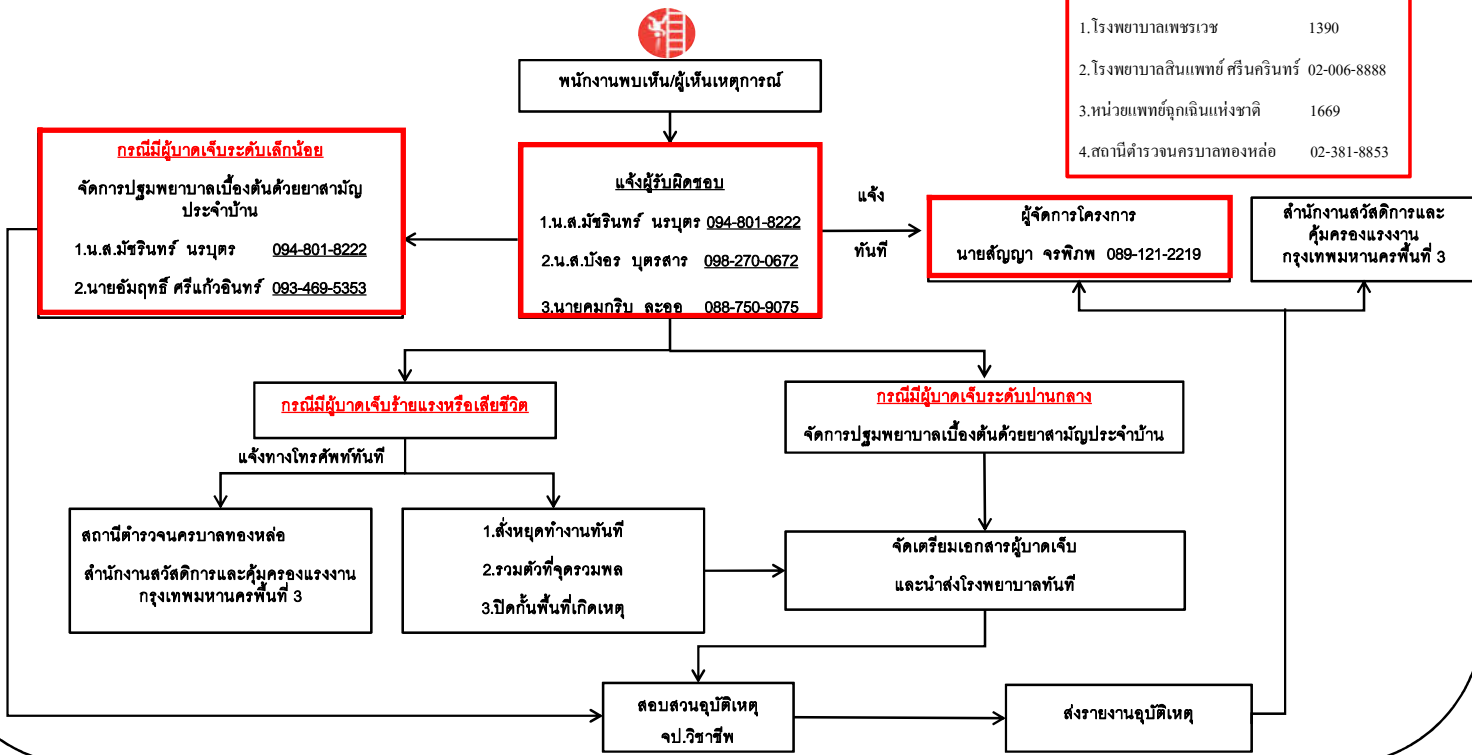 พนักงานพบเห็น/ผู้เห็นเหตุการณ์
1.โรงพยาบาลเพชรเวช 1390
2.โรงพยาบาลสินแพทย์ ศรีนครินทร์ 02-006-8888
3.หน่วยแพทย์ฉุกเฉินแห่งชาติ 1669
4.สถานีตำรวจนครบาลทองหล่อ 02-381-8853
กรณีมีผู้บาดเจ็บระดับเล็กน้อย
จัดการปฐมพยาบาลเบื้องต้นด้วยยาสามัญ
ประจำบ้าน
1.น.ส.มัชรินทร์ นรบุตร 094-801-8222
2.นายอัมฤทธิ์ ศรีแก้วอินทร์ 093-469-5353
แจ้งผู้รับผิดชอบ
1.น.ส.มัชรินทร์ นรบุตร 094-801-8222
2.น.ส.บังอร บุตรสาร 098-270-0672
3.นายคมกริบ ละออ 088-750-9075
แจ้ง
ทันที
ผู้จัดการโครงการ
นายสัญญา จรพิภพ 089-121-2219
สำนักงานสวัสดิการและ
คุ้มครองแรงงาน
กรุงเทพมหานครพื้นที่ 3
กรณีมีผู้บาดเจ็บร้ายแรงหรือเสียชีวิต
แจ้งทางโทรศัพท์ทันที
กรณีมีผู้บาดเจ็บระดับปานกลาง
จัดการปฐมพยาบาลเบื้องต้นด้วยยาสามัญประจำบ้าน
สถานีตำรวจนครบาลทองหล่อ
สำนักงานสวัสดิการและคุ้มครองแรงงาน
กรุงเทพมหานครพื้นที่ 3
1.สั่งหยุดทำงานทันที
2.รวมตัวที่จุดรวมพล
3.ปิดกั้นพื้นที่เกิดเหตุ
จัดเตรียมเอกสารผู้บาดเจ็บ
และนำส่งโรงพยาบาลทันที
สอบสวนอุบัติเหตุ
จป.วิชาชีพ
ส่งรายงานอุบัติเหตุ